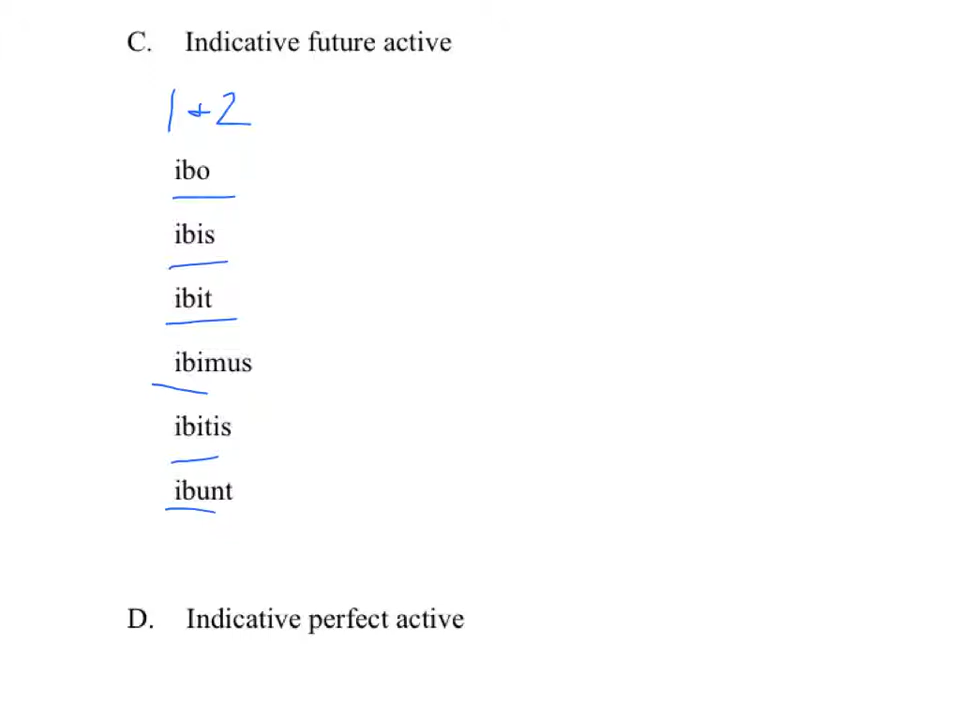 C. Indicative future active
1 + 2
ibo
ibis
ibit
ibimus
ibitis
ibunt
D. Indicative perfect active